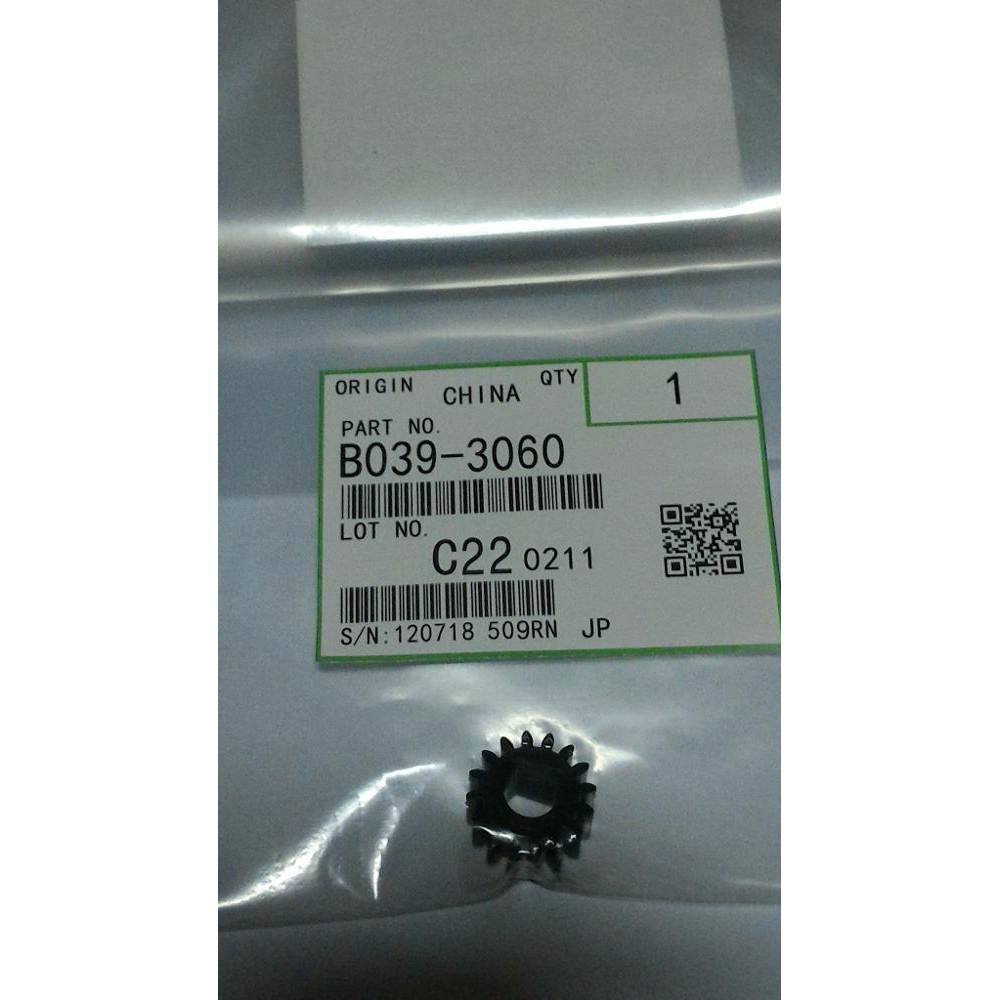 ORIGIN CHINA QTY 1
PART NO.
B039-3060
LOT NO.
C22 0211
S/N:120718 509RN JP